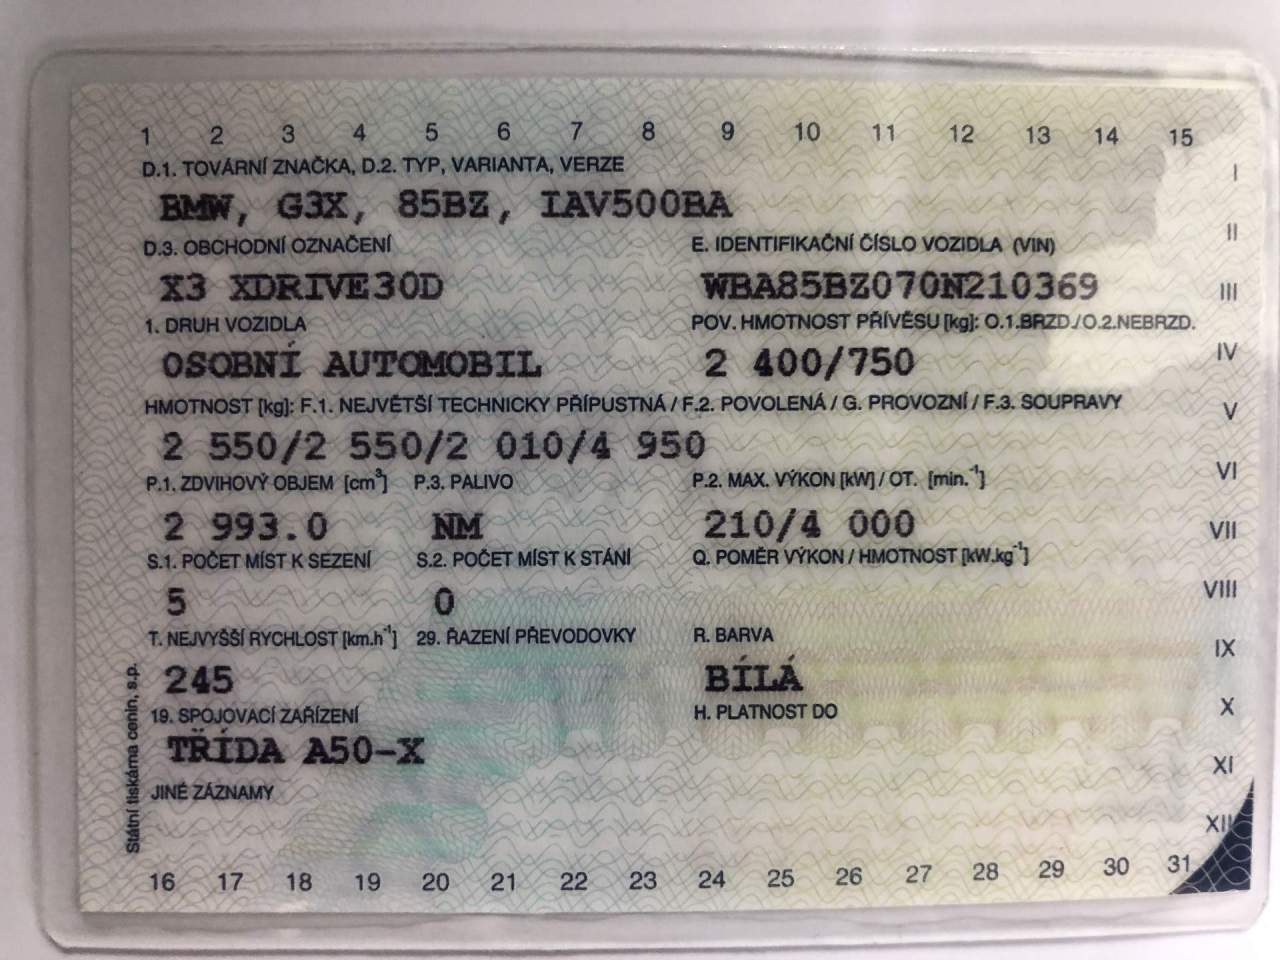 1 2 3 4 5 6 7 8 9 10 11 12 13 14 15
D.1. TOVÁRNÍ ZNAČKA, D.2. TYP, VARIANTA, VERZE
I
BMW, G3X, 85BZ, IAV500BA
II
D.3. OBCHODNÍ OZNAČENÍ E. IDENTIFIKAČNÍ ČÍSLO VOZIDLA (VIN)
X3 XDRIVE30D WBA85BZ070N210369
III
1. DRUH VOZIDLA POV. HMOTNOST PŘÍVĚSU [kg]: O.1.BRZD./O.2.NEBRZD.
OSOBNÍ AUTOMOBIL 2 400/750
IV
HMOTNOST [kg]: F.1. NEJVĚTŠÍ TECHNICKY PŘÍPUSTNÁ / F.2. POVOLENÁ / G. PROVOZNÍ / F.3. SOUPRAVY
V
2 550/2 550/2 010/4 950
VI
P.1. ZDVIHOVÝ OBJEM [cm³] P.3. PALIVO P.2. MAX. VÝKON [kW] / OT. [min.⁻¹]
2 993.0 NM 210/4 000
VII
S.1. POČET MÍST K SEZENÍ S.2. POČET MÍST K STÁNÍ Q. POMĚR VÝKON / HMOTNOST [kW.kg⁻¹]
5 0
VIII
T. NEJVYŠŠÍ RYCHLOST [km.h⁻¹] 29. ŘAZENÍ PŘEVODOVKY R. BARVA
IX
245 BÍLÁ
19. SPOJOVACÍ ZAŘÍZENÍ H. PLATNOST DO
X
TŘÍDA A50-X
XI
JINÉ ZÁZNAMY
XII
Státní tiskárna cenin, s.p.
16 17 18 19 20 21 22 23 24 25 26 27 28 29 30 31